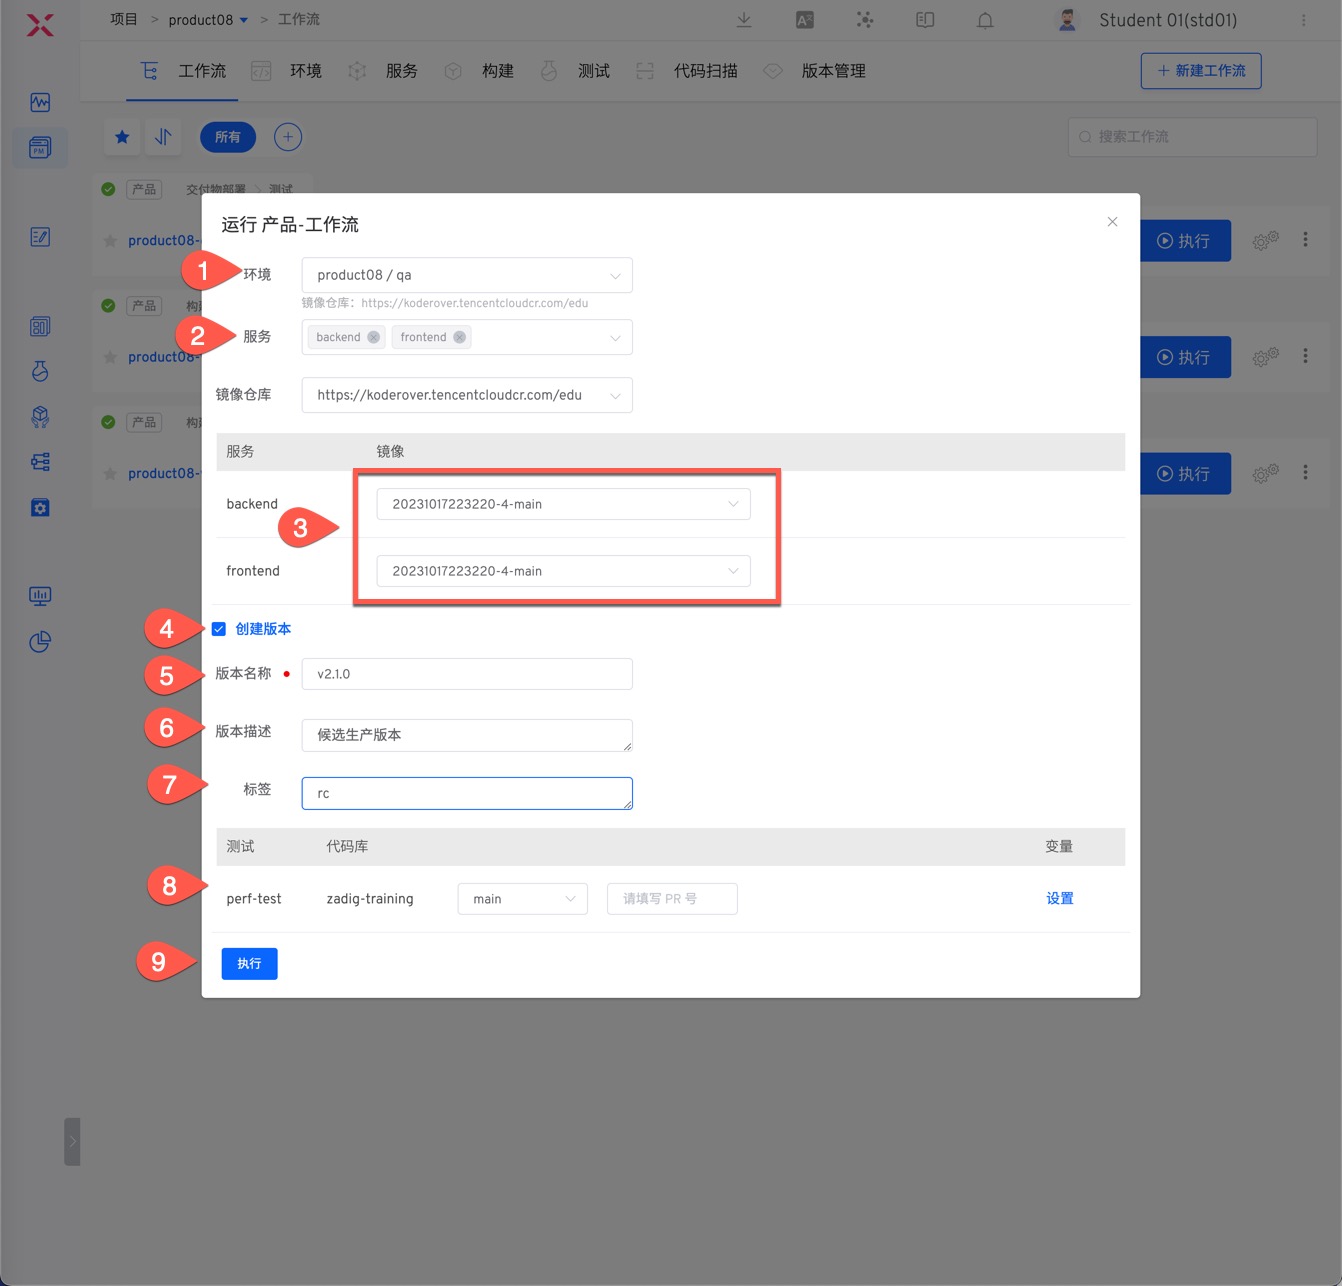 项目 > product08 > 工作流
Student 01(std01)
工作流 环境 服务 构建 测试 代码扫描 版本管理
+ 新建工作流
所有
搜索工作流
产品 交付物部署 > 测试
product08-
执行
产品
product08-
执行
产品
product08-
执行
PM
运行 产品-工作流
1 环境 product08 / qa
镜像仓库：https://koderover.tencentcloudcr.com/edu
2 服务 backend frontend
镜像仓库 https://koderover.tencentcloudcr.com/edu
服务 镜像
backend 20231017223220-4-main
3
frontend 20231017223220-4-main
4 创建版本
5 版本名称 v2.1.0
6 版本描述 候选生产版本
7 标签 rc
测试 代码库 变量
8 perf-test zadig-training main 请填写 PR 号 设置
9 执行